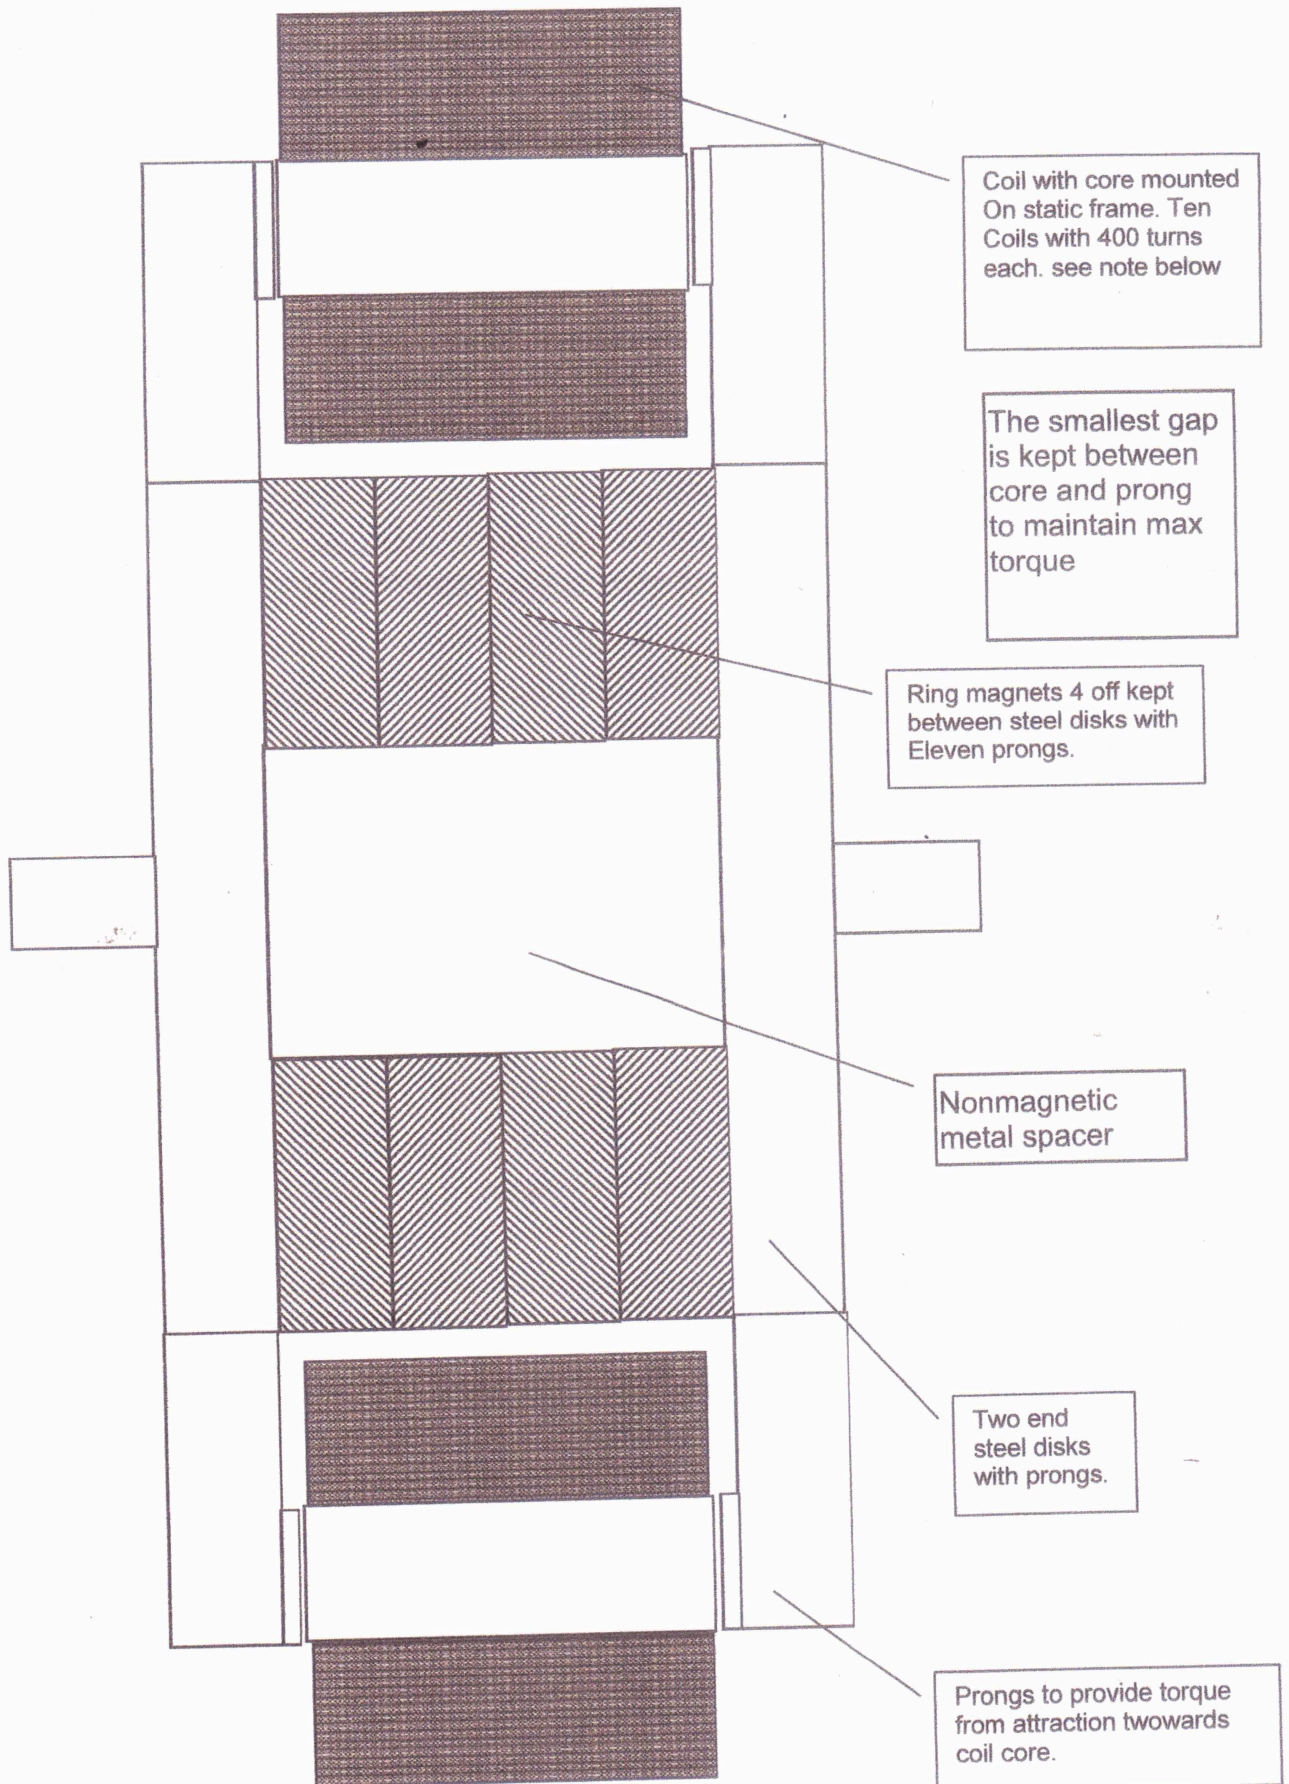 Coil with core mounted
On static frame. Ten
Coils with 400 turns
each. see note below
The smallest gap
is kept between
core and prong
to maintain max
torque
Ring magnets 4 off kept
between steel disks with
Eleven prongs.
Nonmagnetic
metal spacer
Two end
steel disks
with prongs.
Prongs to provide torque
from attraction twowards
coil core.